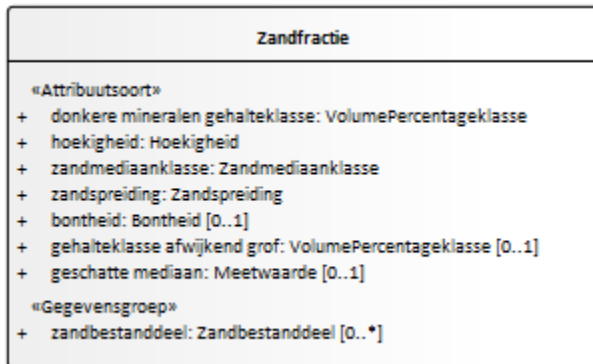 Zandfractie
«Attribuutsoort»
+ donkere mineralen gehalteklasse: VolumePercentageklasse
+ hoekigheid: Hoekigheid
+ zandmediaanklasse: Zandmediaanklasse
+ zandspreiding: Zandspreiding
+ bontheid: Bontheid [0..1]
+ gehalteklasse afwijkend grof: VolumePercentageklasse [0..1]
+ geschatte mediaan: Meetwaarde [0..1]
«Gegevensgroep»
+ zandbestanddeel: Zandbestanddeel [0..*]